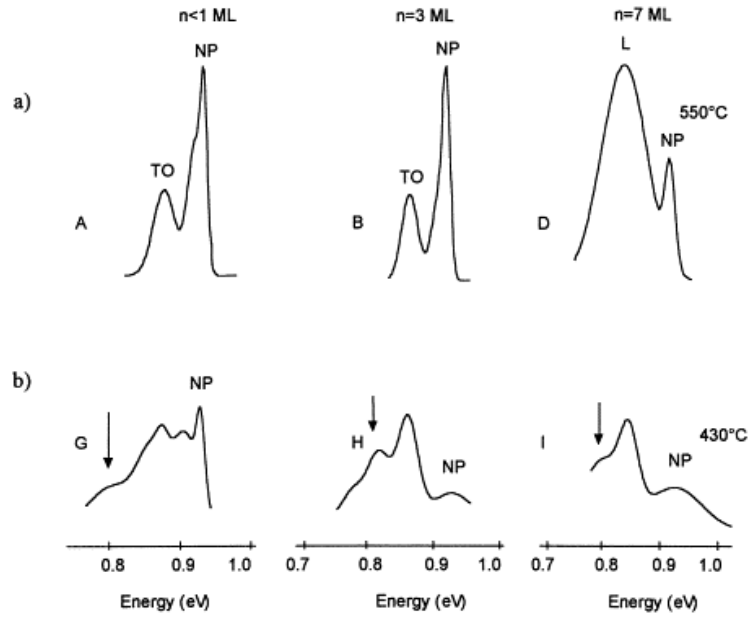 n<1 ML n=3 ML n=7 ML
a)
NP NP L
TO TO NP 550°C
A B D
b)
NP
G H NP I NP 430°C
0.8 0.9 1.0 0.7 0.8 0.9 1.0 0.7 0.8 0.9 1.0
Energy (eV) Energy (eV) Energy (eV)